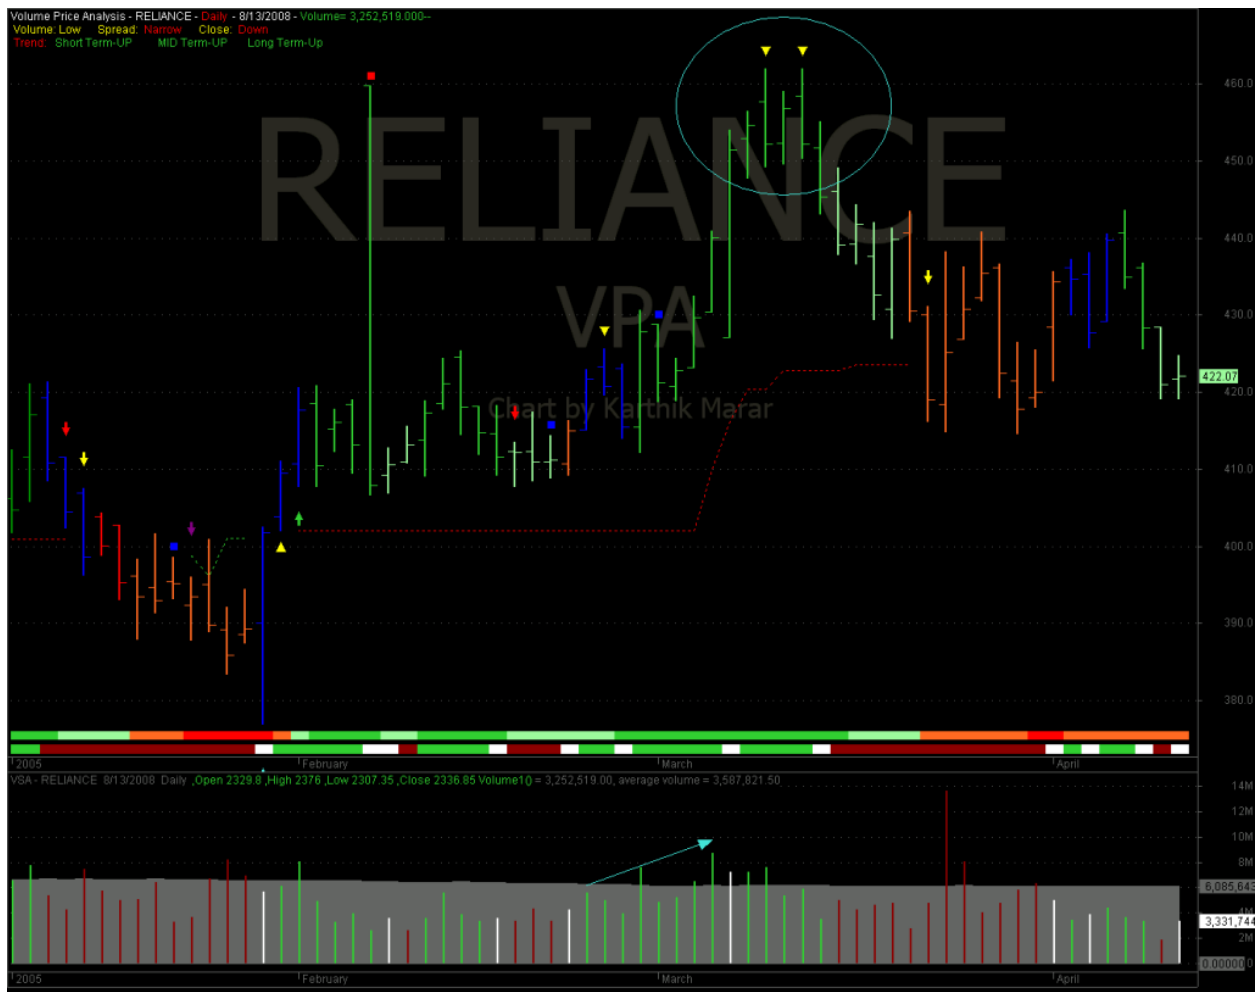 Volume Price Analysis - RELIANCE - Daily - 8/13/2008 - Volume= 3,252,519.000--
Volume: Low Spread: Narrow Close: Down
Trend: Short Term-UP MID Term-UP Long Term-Up
RELIANCE
VPA
Chart by Karthik Marar
460.0
450.0
440.0
430.0
422.07
420.0
410.0
400.0
390.0
380.0
2005 February March April
VSA - RELIANCE 8/13/2008 Daily ,Open 2329.8 ,High 2376 ,Low 2307.35 ,Close 2336.85 Volume1() = 3,252,519.00, average volume = 3,587,821.50
14M
12M
10M
8M
6,085,643
4M
3,331,744
2M
0.00000
2005 February March April